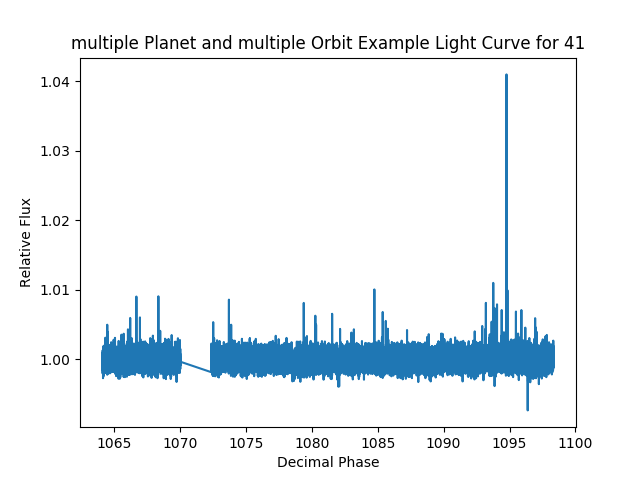 multiple Planet and multiple Orbit Example Light Curve for 41
1.04
1.03
1.02
1.01
1.00
Relative Flux
1065 1070 1075 1080 1085 1090 1095 1100
Decimal Phase